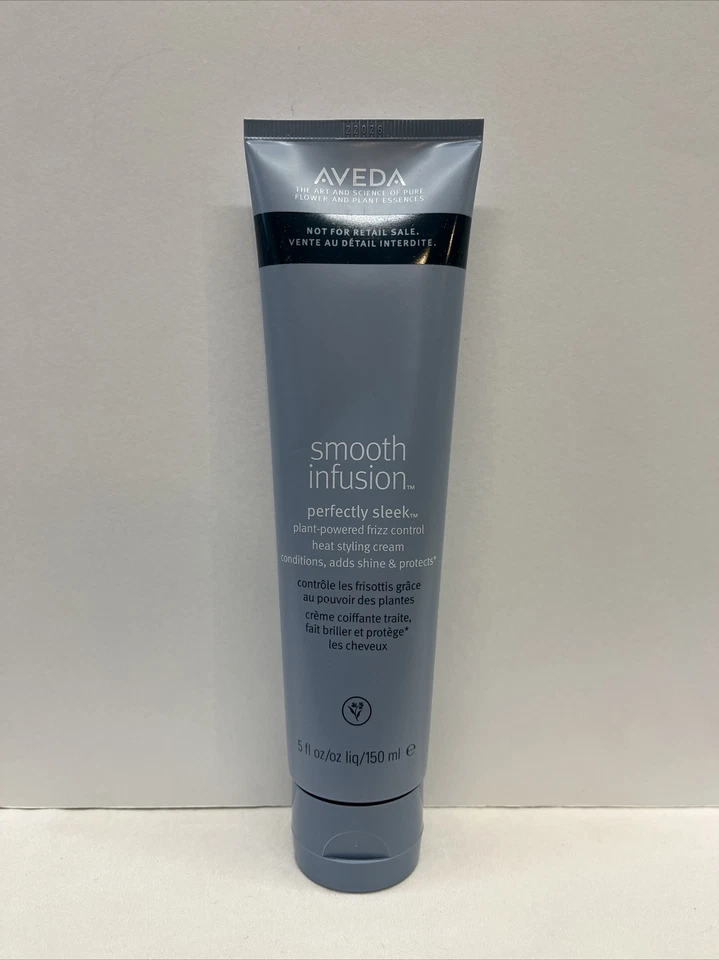 AVEDA
THE ART AND SCIENCE OF PURE
FLOWER AND PLANT ESSENCES
NOT FOR RETAIL SALE.
VENTE AU DÉTAIL INTERDITE.
smooth
infusion™
perfectly sleek™
plant-powered frizz control
heat styling cream
conditions, adds shine & protects*
contrôle les frisottis grâce
au pouvoir des plantes
crème coiffante traite,
fait briller et protège*
les cheveux
5 fl oz/oz liq/150 ml ℮